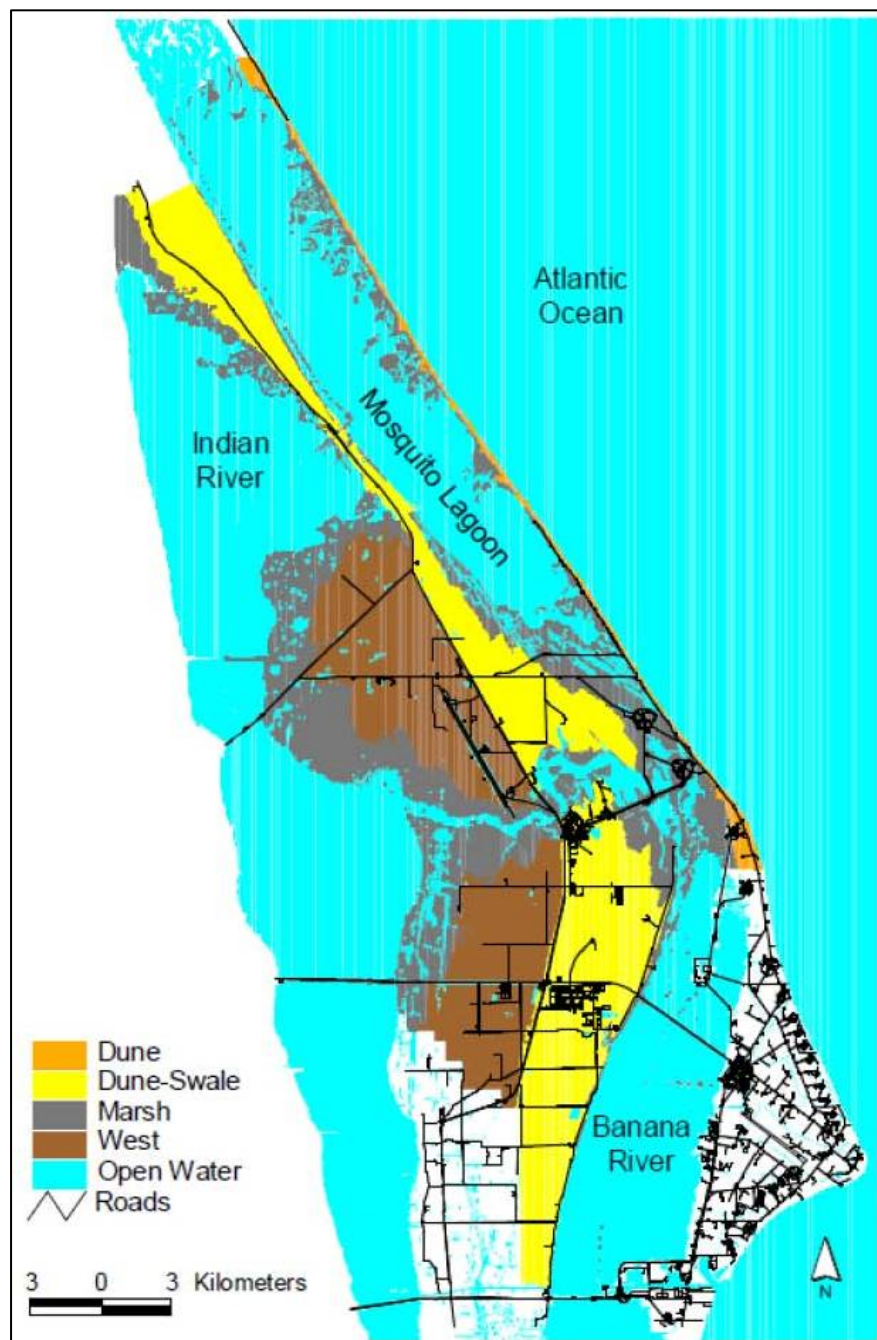 Atlantic
Ocean
Mosquito Lagoon
Indian
River
Dune
Dune-Swale
Marsh
West
Open Water
Roads
Banana
River
3 0 3 Kilometers
N